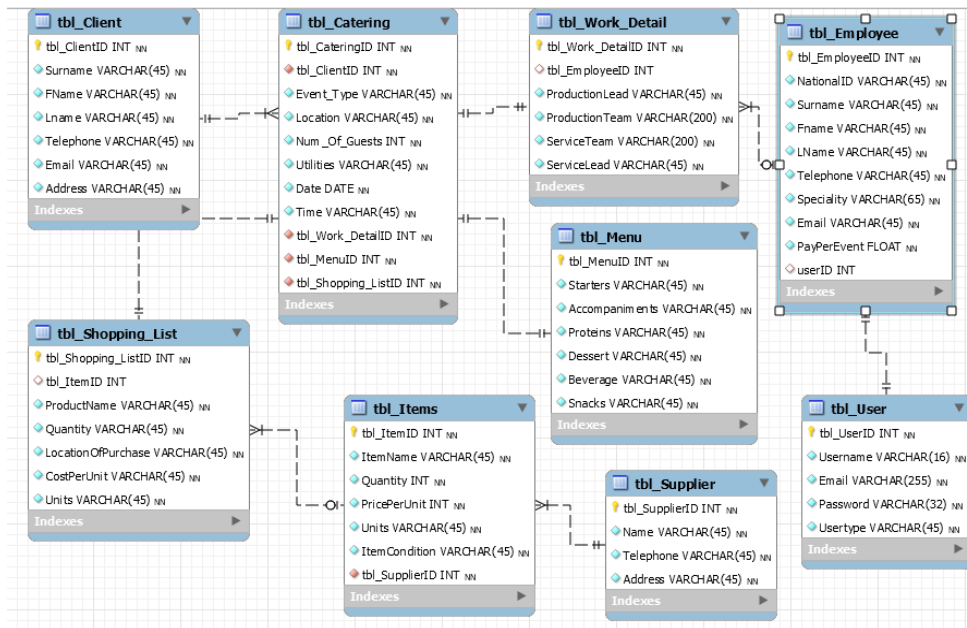 tbl_Client
tbl_ClientID INT NN
Surname VARCHAR(45) NN
FName VARCHAR(45) NN
Lname VARCHAR(45) NN
Telephone VARCHAR(45) NN
Email VARCHAR(45) NN
Address VARCHAR(45) NN
Indexes
tbl_Catering
tbl_CateringID INT NN
tbl_ClientID INT NN
Event_Type VARCHAR(45) NN
Location VARCHAR(45) NN
Num_Of_Guests INT NN
Utilities VARCHAR(45) NN
Date DATE NN
Time VARCHAR(45) NN
tbl_Work_DetailID INT NN
tbl_MenuID INT NN
tbl_Shopping_ListID INT NN
Indexes
tbl_Work_Detail
tbl_Work_DetailID INT NN
tbl_EmployeeID INT
ProductionLead VARCHAR(45) NN
ProductionTeam VARCHAR(200) NN
ServiceTeam VARCHAR(200) NN
ServiceLead VARCHAR(45) NN
Indexes
tbl_Employee
tbl_EmployeeID INT NN
NationalID VARCHAR(45) NN
Surname VARCHAR(45) NN
Fname VARCHAR(45) NN
LName VARCHAR(45) NN
Telephone VARCHAR(45) NN
Speciality VARCHAR(65) NN
Email VARCHAR(45) NN
PayPerEvent FLOAT NN
userID INT
Indexes
tbl_Menu
tbl_MenuID INT NN
Starters VARCHAR(45) NN
Accompaniments VARCHAR(45) NN
Proteins VARCHAR(45) NN
Dessert VARCHAR(45) NN
Beverage VARCHAR(45) NN
Snacks VARCHAR(45) NN
Indexes
tbl_Shopping_List
tbl_Shopping_ListID INT NN
tbl_ItemID INT
ProductName VARCHAR(45) NN
Quantity VARCHAR(45) NN
LocationOfPurchase VARCHAR(45) NN
CostPerUnit VARCHAR(45) NN
Units VARCHAR(45) NN
Indexes
tbl_Items
tbl_ItemID INT NN
ItemName VARCHAR(45) NN
Quantity INT NN
PricePerUnit INT NN
Units VARCHAR(45) NN
ItemCondition VARCHAR(45) NN
tbl_SupplierID INT NN
Indexes
tbl_Supplier
tbl_SupplierID INT NN
Name VARCHAR(45) NN
Telephone VARCHAR(45) NN
Address VARCHAR(45) NN
Indexes
tbl_User
tbl_UserID INT NN
Username VARCHAR(16) NN
Email VARCHAR(255) NN
Password VARCHAR(32) NN
Usertype VARCHAR(45) NN
Indexes